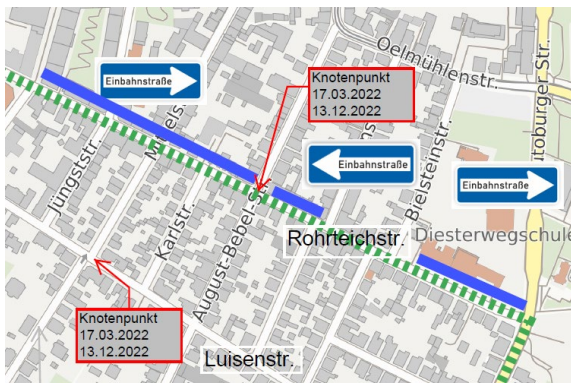 Oelmühlenstr.
Knotenpunkt
17.03.2022
13.12.2022
Einbahnstraße
Einbahnstraße
Einbahnstraße
Bielsteinstr.
Jüngststr.
Karlstr.
August-Bebel-Str.
Rohrteichstr.
Diesterwegschule
Knotenpunkt
17.03.2022
13.12.2022
Luisenstr.